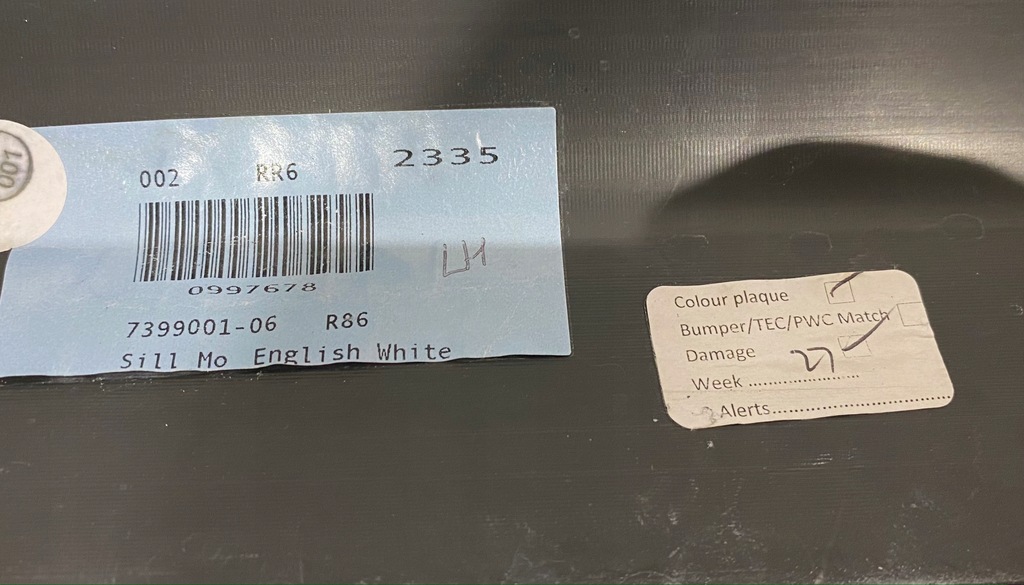 001
002 RR6 2335
0997678
LH
7399001-06 R86
Sill Mo English White
Colour plaque
Bumper/TEC/PWC Match
Damage
Week ..................... 27
Alerts...................................